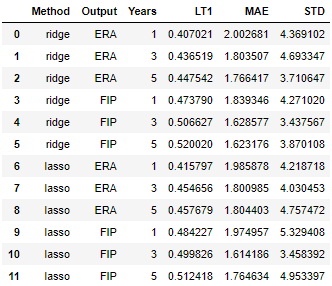 Method Output Years LT1 MAE STD
0 ridge ERA 1 0.407021 2.002681 4.369102
1 ridge ERA 3 0.436519 1.803507 4.693347
2 ridge ERA 5 0.447542 1.766417 3.710647
3 ridge FIP 1 0.473790 1.839346 4.271020
4 ridge FIP 3 0.506627 1.628577 3.437567
5 ridge FIP 5 0.520020 1.623176 3.870108
6 lasso ERA 1 0.415797 1.985878 4.218718
7 lasso ERA 3 0.454656 1.800985 4.030453
8 lasso ERA 5 0.457679 1.804403 4.757472
9 lasso FIP 1 0.484227 1.974957 5.329408
10 lasso FIP 3 0.499826 1.614186 3.458392
11 lasso FIP 5 0.512418 1.764634 4.953397